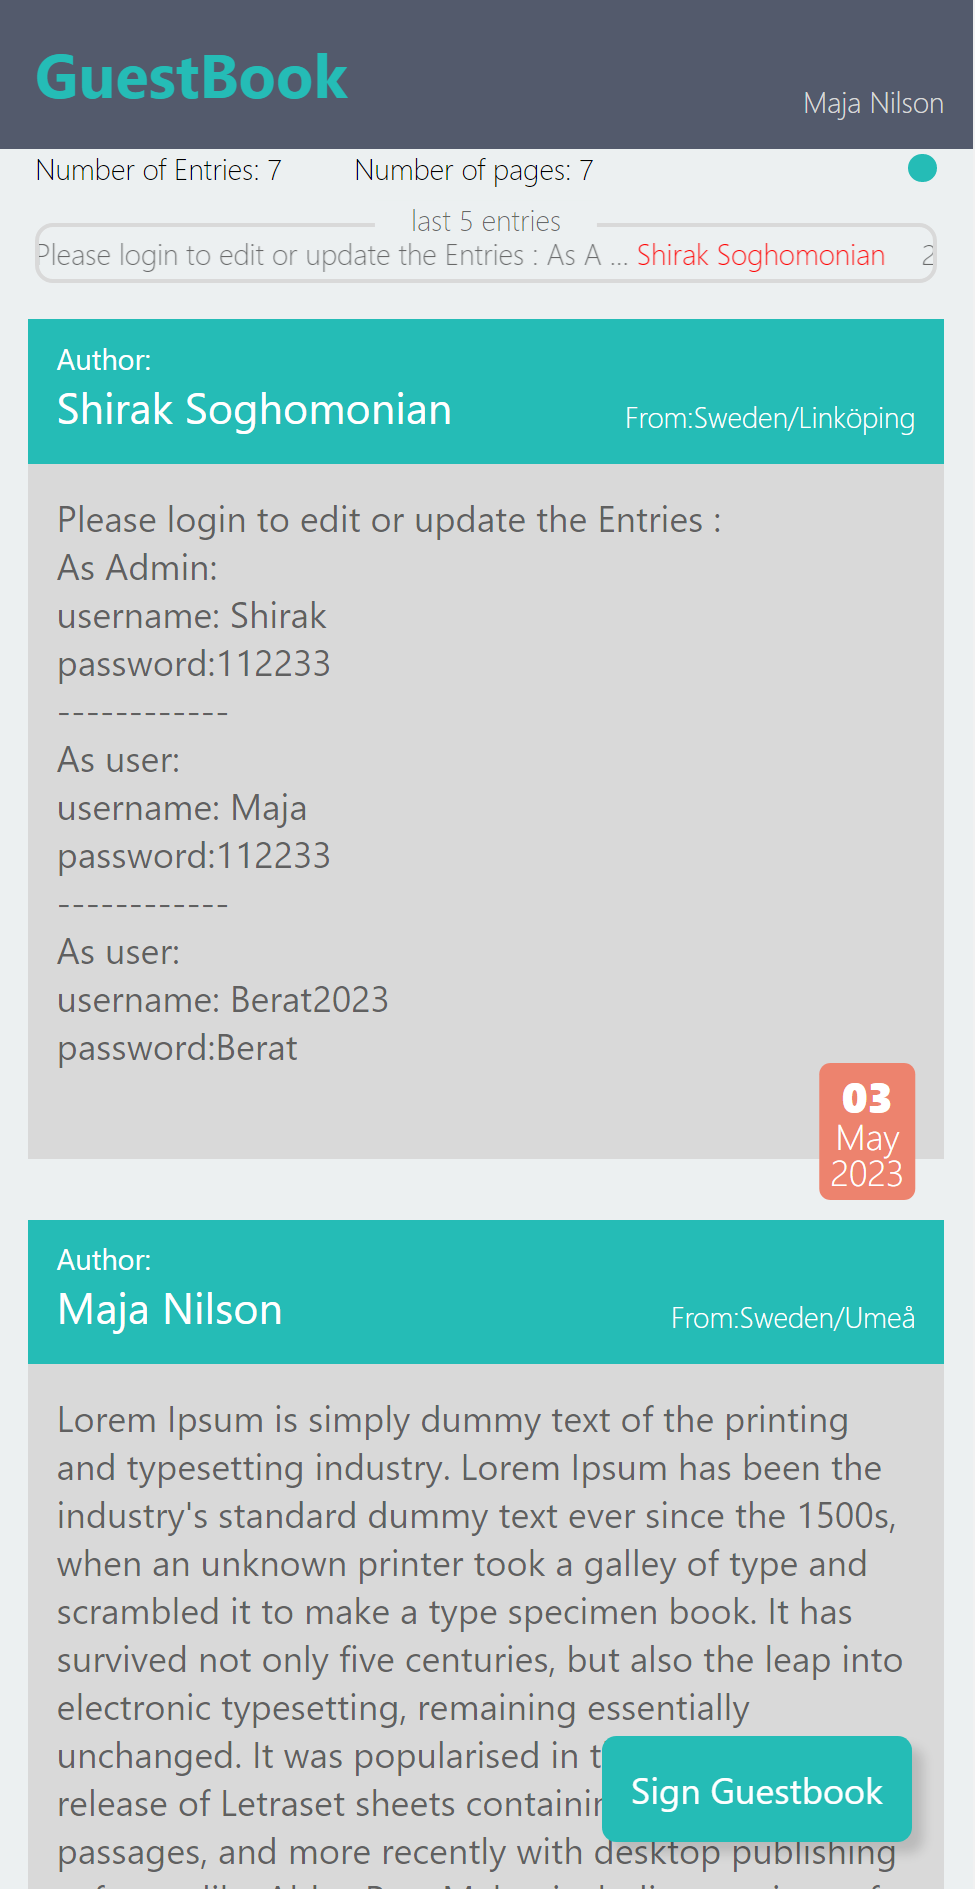 GuestBook
Maja Nilson
Number of Entries: 7 Number of pages: 7
last 5 entries
Please login to edit or update the Entries : As A ... Shirak Soghomonian 2
Author:
Shirak Soghomonian
From:Sweden/Linköping
Please login to edit or update the Entries :
As Admin:
username: Shirak
password:112233
------------
As user:
username: Maja
password:112233
------------
As user:
username: Berat2023
password:Berat
03
May
2023
Author:
Maja Nilson
From:Sweden/Umeå
Lorem Ipsum is simply dummy text of the printing
and typesetting industry. Lorem Ipsum has been the
industry's standard dummy text ever since the 1500s,
when an unknown printer took a galley of type and
scrambled it to make a type specimen book. It has
survived not only five centuries, but also the leap into
electronic typesetting, remaining essentially
unchanged. It was popularised in
release of Letraset sheets
passages, and more recently with desktop publishing
Sign Guestbook